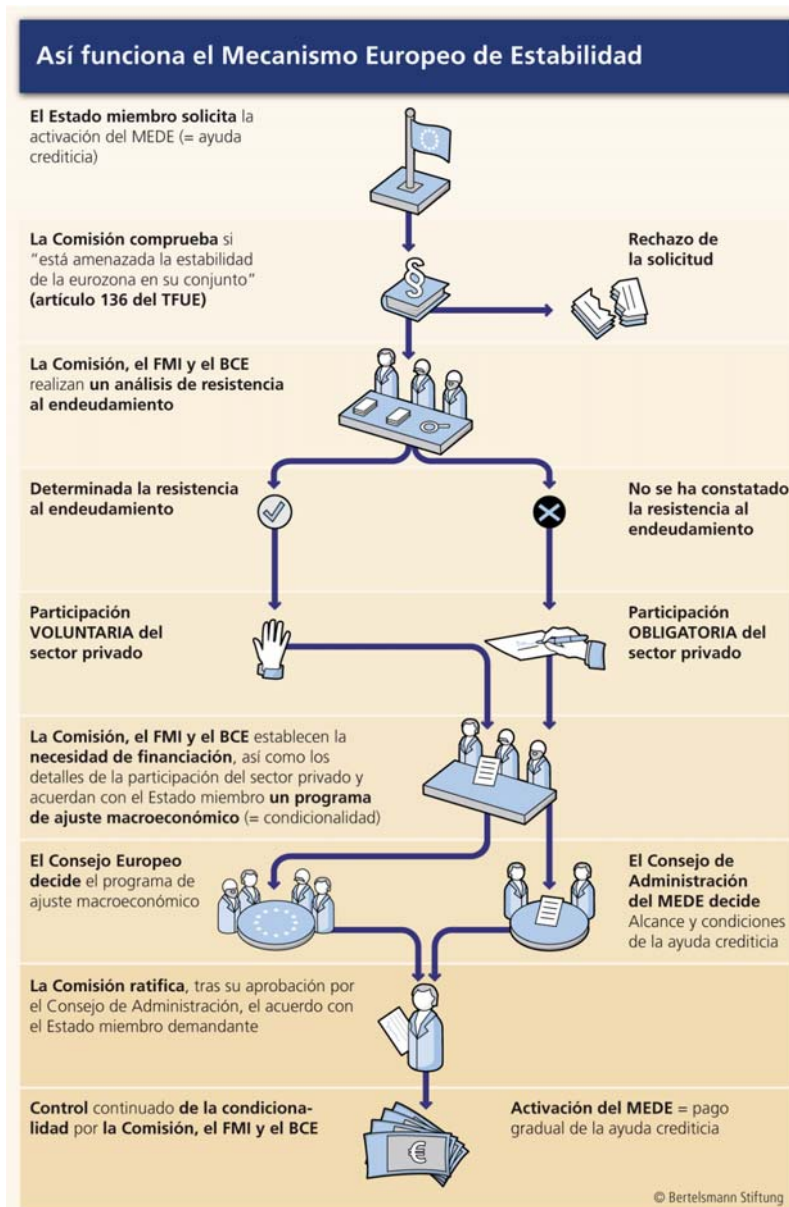 Así funciona el Mecanismo Europeo de Estabilidad
El Estado miembro solicita la
activación del MEDE (= ayuda
crediticia)
La Comisión comprueba si
“está amenazada la estabilidad
de la eurozona en su conjunto”
(artículo 136 del TFUE)
§
Rechazo de
la solicitud
La Comisión, el FMI y el BCE
realizan un análisis de resistencia
al endeudamiento
Determinada la resistencia
al endeudamiento
No se ha constatado
la resistencia al
endeudamiento
Participación
VOLUNTARIA del
sector privado
Participación
OBLIGATORIA del
sector privado
La Comisión, el FMI y el BCE establecen la
necesidad de financiación, así como los
detalles de la participación del sector privado y
acuerdan con el Estado miembro un programa
de ajuste macroeconómico (= condicionalidad)
El Consejo Europeo
decide el programa de
ajuste macroeconómico
El Consejo de
Administración
del MEDE decide
Alcance y condiciones
de la ayuda crediticia
La Comisión ratifica, tras su aprobación por
el Consejo de Administración, el acuerdo con
el Estado miembro demandante
Control continuado de la condiciona-
lidad por la Comisión, el FMI y el BCE
€
Activación del MEDE = pago
gradual de la ayuda crediticia
© Bertelsmann Stiftung